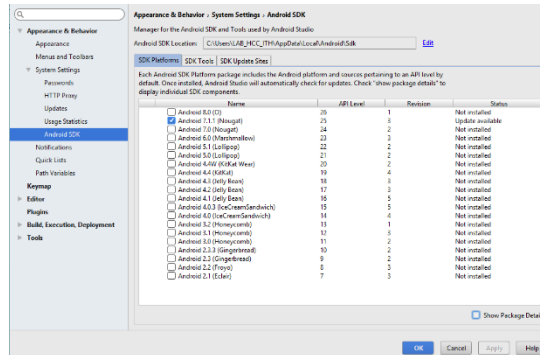 Appearance & Behavior › System Settings › Android SDK
Manager for the Android SDK and Tools used by Android Studio
Android SDK Location: C:\Users\LAB_HCC_ITH\AppData\Local\Android\Sdk Edit
SDK Platforms SDK Tools SDK Update Sites
Each Android SDK Platform package includes the Android platform and sources pertaining to an API level by
default. Once installed, Android Studio will automatically check for updates. Check "show package details" to
display individual SDK components.
Name API Level Revision Status
Android 8.0 (O) 26 1 Not installed
Android 7.1.1 (Nougat) 25 3 Update available
Android 7.0 (Nougat) 24 2 Not installed
Android 6.0 (Marshmallow) 23 3 Not installed
Android 5.1 (Lollipop) 22 2 Not installed
Android 5.0 (Lollipop) 21 2 Not installed
Android 4.4W (KitKat Wear) 20 2 Not installed
Android 4.4 (KitKat) 19 4 Not installed
Android 4.3 (Jelly Bean) 18 3 Not installed
Android 4.2 (Jelly Bean) 17 3 Not installed
Android 4.1 (Jelly Bean) 16 5 Not installed
Android 4.0.3 (IceCreamSandwich) 15 5 Not installed
Android 4.0 (IceCreamSandwich) 14 4 Not installed
Android 3.2 (Honeycomb) 13 1 Not installed
Android 3.1 (Honeycomb) 12 3 Not installed
Android 3.0 (Honeycomb) 11 2 Not installed
Android 2.3.3 (Gingerbread) 10 2 Not installed
Android 2.3 (Gingerbread) 9 2 Not installed
Android 2.2 (Froyo) 8 3 Not installed
Android 2.1 (Eclair) 7 3 Not installed
Show Package Detai
Appearance & Behavior
Appearance
Menus and Toolbars
System Settings
Passwords
HTTP Proxy
Updates
Usage Statistics
Android SDK
Notifications
Quick Lists
Path Variables
Keymap
Editor
Plugins
Build, Execution, Deployment
Tools
OK Cancel Apply Help